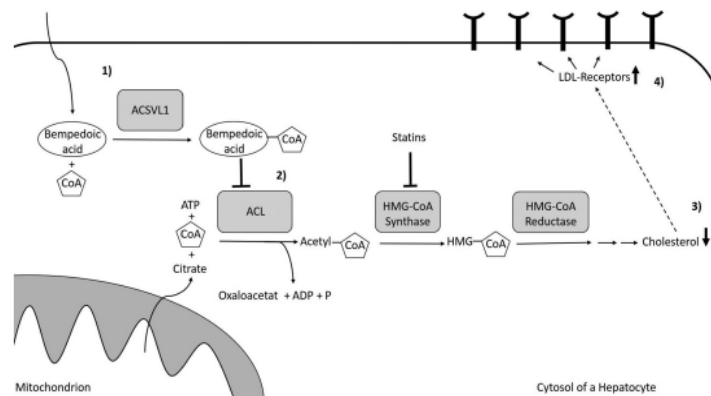 1)
ACSVL1
Bempedoic
acid
+
CoA
Bempedoic
acid
CoA
2)
ACL
ATP
+
CoA
+
Citrate
Acetyl
CoA
Oxaloacetat + ADP + P
Statins
HMG-CoA
Synthase
HMG
CoA
HMG-CoA
Reductase
3)
Cholesterol
LDL-Receptors
4)
Mitochondrion
Cytosol of a Hepatocyte